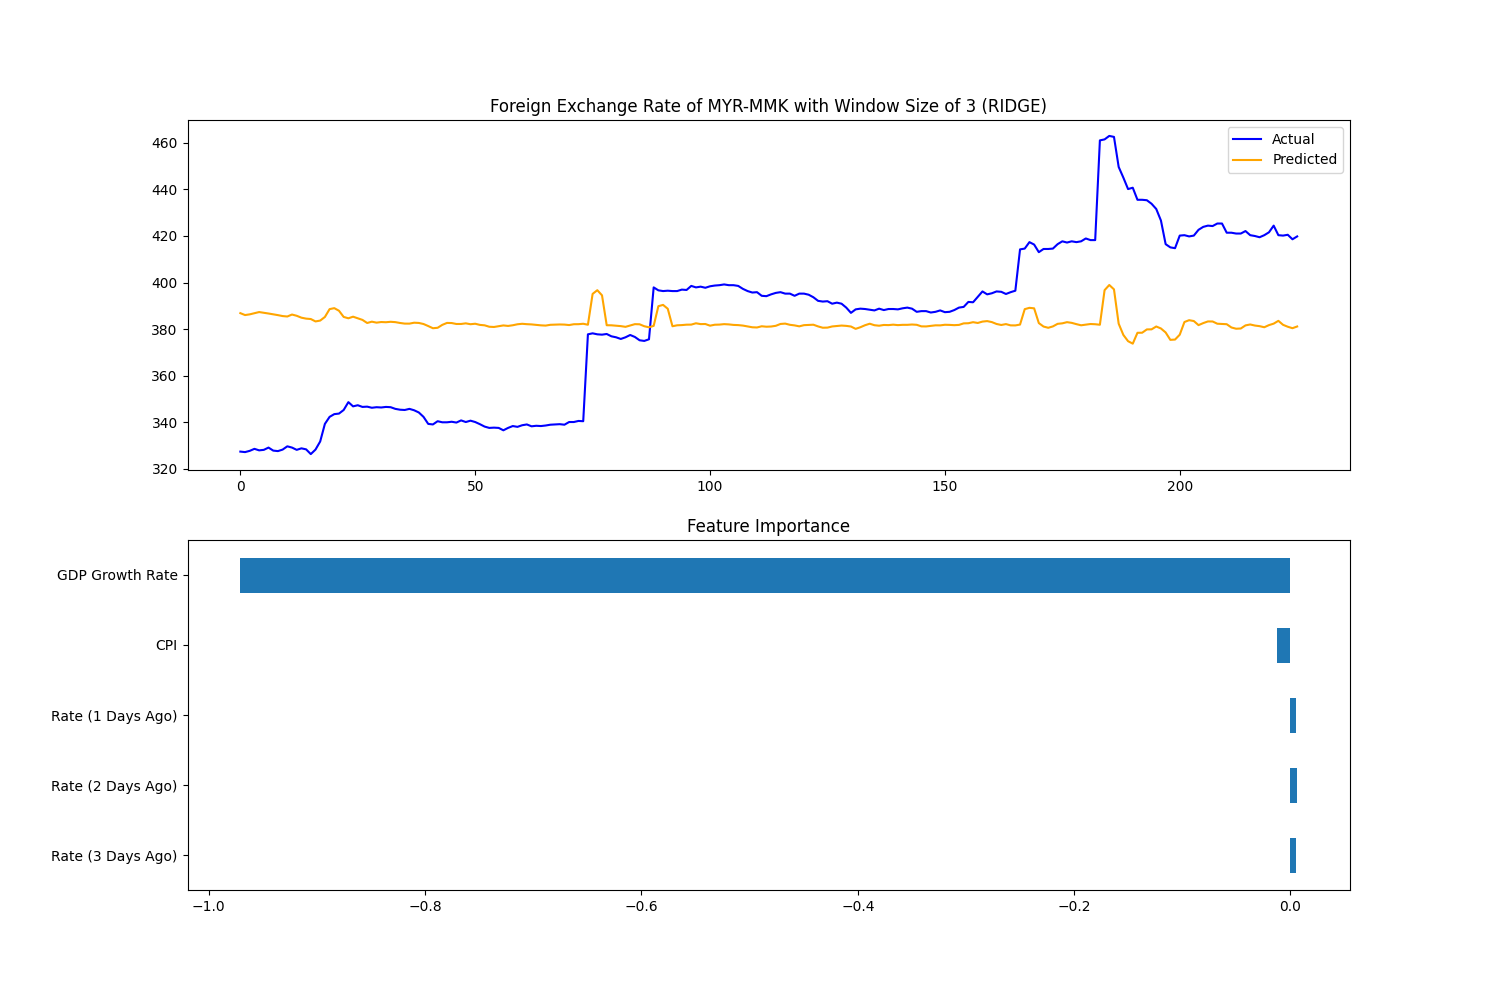 Foreign Exchange Rate of MYR-MMK with Window Size of 3 (RIDGE)
Actual
Predicted
460
440
420
400
380
360
340
320
0
50
100
150
200
Feature Importance
GDP Growth Rate
CPI
Rate (1 Days Ago)
Rate (2 Days Ago)
Rate (3 Days Ago)
−1.0
−0.8
−0.6
−0.4
−0.2
0.0